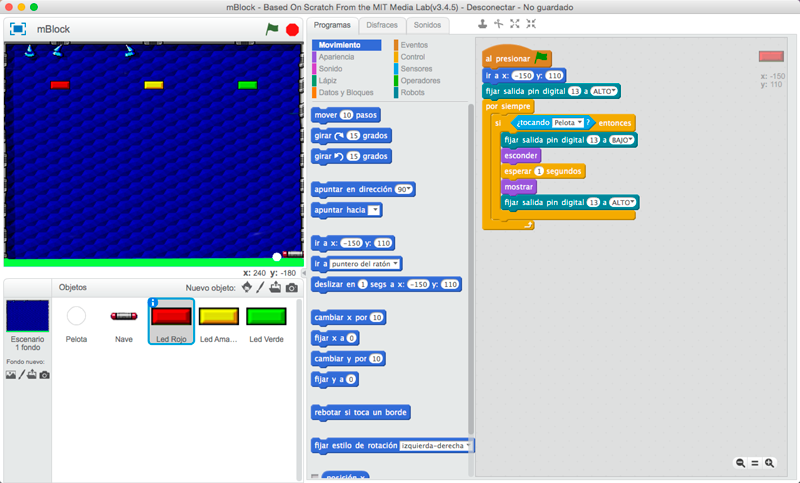 mBlock - Based On Scratch From the MIT Media Lab(v3.4.5) - Desconectar - No guardado
mBlock
x: 240 y: -180
Objetos
Nuevo objeto:
Escenario
1 fondo
Fondo nuevo:
Pelota
Nave
Led Rojo
Led Ama...
Led Verde
Programas
Disfraces
Sonidos
Movimiento
Eventos
Apariencia
Control
Sonido
Sensores
Lápiz
Operadores
Datos y Bloques
Robots
mover 10 pasos
girar 15 grados
girar 15 grados
apuntar en dirección 90
apuntar hacia
ir a x: -150 y: 110
ir a puntero del ratón
deslizar en 1 segs a x: -150 y: 110
cambiar x por 10
fijar x a 0
cambiar y por 10
fijar y a 0
rebotar si toca un borde
fijar estilo de rotación izquierda-derecha
posición x
al presionar
ir a x: -150 y: 110
fijar salida pin digital 13 a ALTO
por siempre
si ¿tocando Pelota ? entonces
fijar salida pin digital 13 a BAJO
esconder
esperar 1 segundos
mostrar
fijar salida pin digital 13 a ALTO
x: -150
y: 110